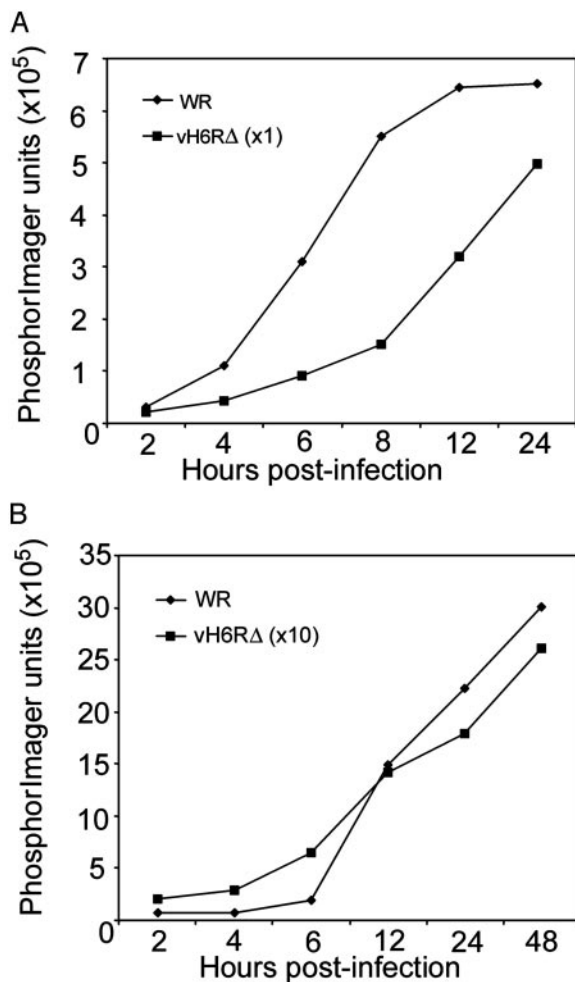 A
PhosphorImager units (x10⁵)
7
6
5
4
3
2
1
0
WR
vH6RΔ (x1)
2 4 6 8 12 24
Hours post-infection
B
PhosphorImager units (x10⁵)
35
30
25
20
15
10
5
0
WR
vH6RΔ (x10)
2 4 6 12 24 48
Hours post-infection